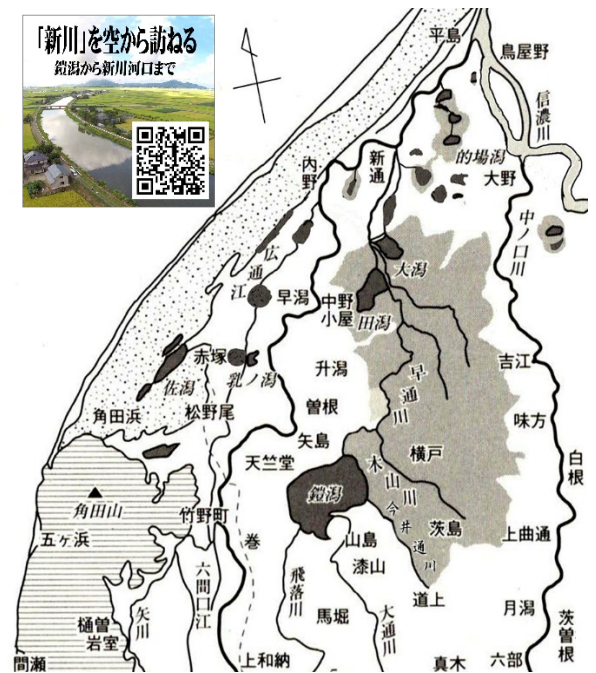 「新川」を空から訪ねる
鎧潟から新川河口まで
平島
鳥屋野
信濃川
的場潟
内野
新通
大野
中ノ口川
広通江
大潟
早潟
中野小屋
田潟
赤塚
乳ノ潟
佐潟
升潟
早通川
吉江
角田浜
松野尾
曽根
味方
矢島
天竺堂
木山川
横戸
白根
鎧潟
角田山
竹野町
今井通川
茨島
上曲通
五ヶ浜
巻
山島
漆山
六間口江
飛落川
大通川
道上
月潟
矢川
馬堀
樋曽
岩室
茨曽根
間瀬
上和納
真木
六部